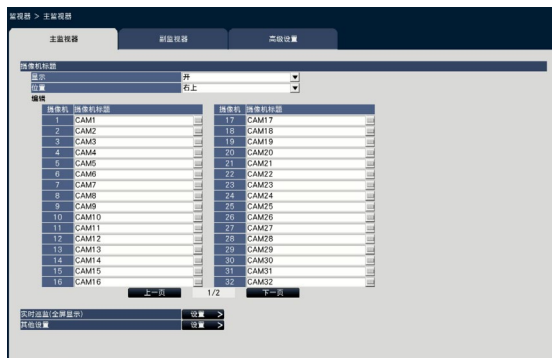 监视器 > 主监视器
主监视器 副监视器 高级设置
摄像机标题
显示 开
位置 右上
编辑
摄像机 摄像机标题 摄像机 摄像机标题
1 CAM1 17 CAM17
2 CAM2 18 CAM18
3 CAM3 19 CAM19
4 CAM4 20 CAM20
5 CAM5 21 CAM21
6 CAM6 22 CAM22
7 CAM7 23 CAM23
8 CAM8 24 CAM24
9 CAM9 25 CAM25
10 CAM10 26 CAM26
11 CAM11 27 CAM27
12 CAM12 28 CAM28
13 CAM13 29 CAM29
14 CAM14 30 CAM30
15 CAM15 31 CAM31
16 CAM16 32 CAM32
上一页 1/2 下一页
实时巡监(全屏显示) 设置 >
其他设置 设置 >